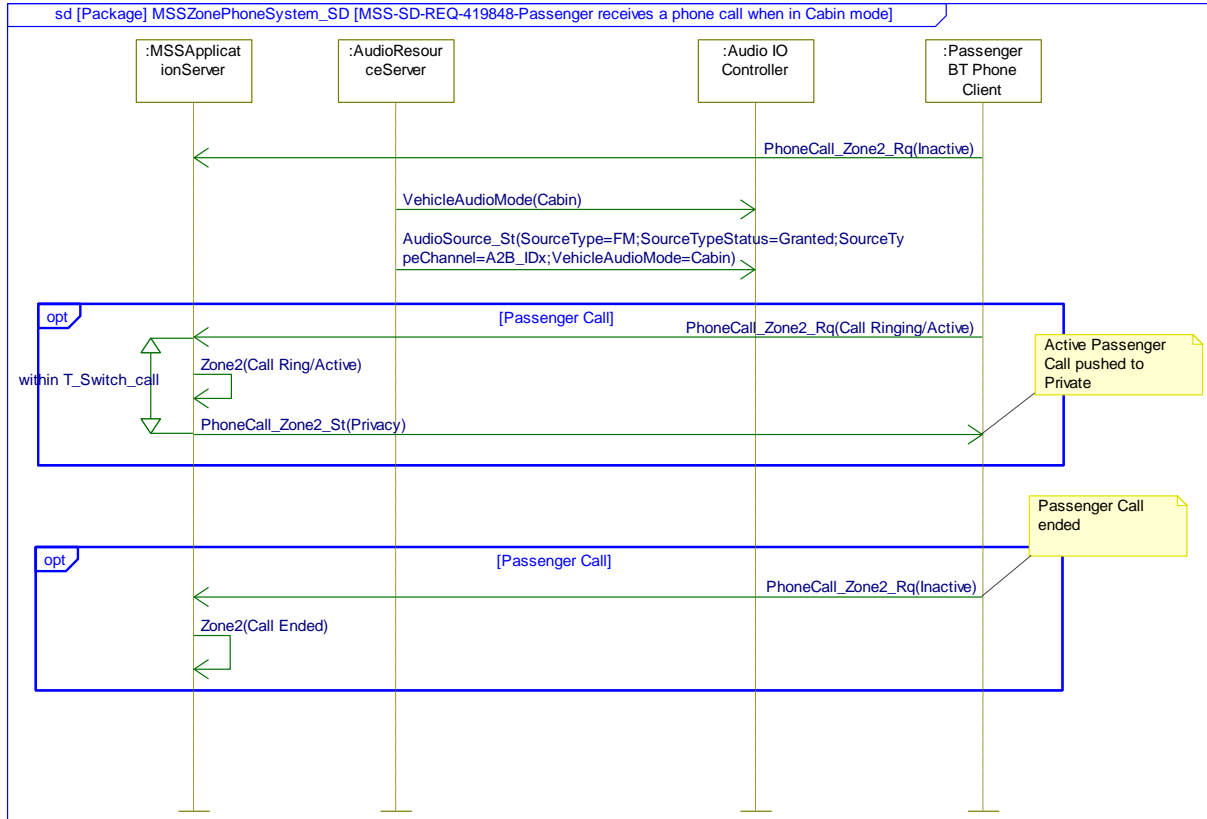 sd [Package] MSSZonePhoneSystem_SD [MSS-SD-REQ-419848-Passenger receives a phone call when in Cabin mode]
:MSSApplicat
ionServer
:AudioResour
ceServer
:Audio IO
Controller
:Passenger
BT Phone
Client
PhoneCall_Zone2_Rq(Inactive)
VehicleAudioMode(Cabin)
AudioSource_St(SourceType=FM;SourceTypeStatus=Granted;SourceTy
peChannel=A2B_IDx;VehicleAudioMode=Cabin)
opt
[Passenger Call]
PhoneCall_Zone2_Rq(Call Ringing/Active)
Active Passenger
Call pushed to
Private
Zone2(Call Ring/Active)
within T_Switch_call
PhoneCall_Zone2_St(Privacy)
Passenger Call
ended
opt
[Passenger Call]
PhoneCall_Zone2_Rq(Inactive)
Zone2(Call Ended)